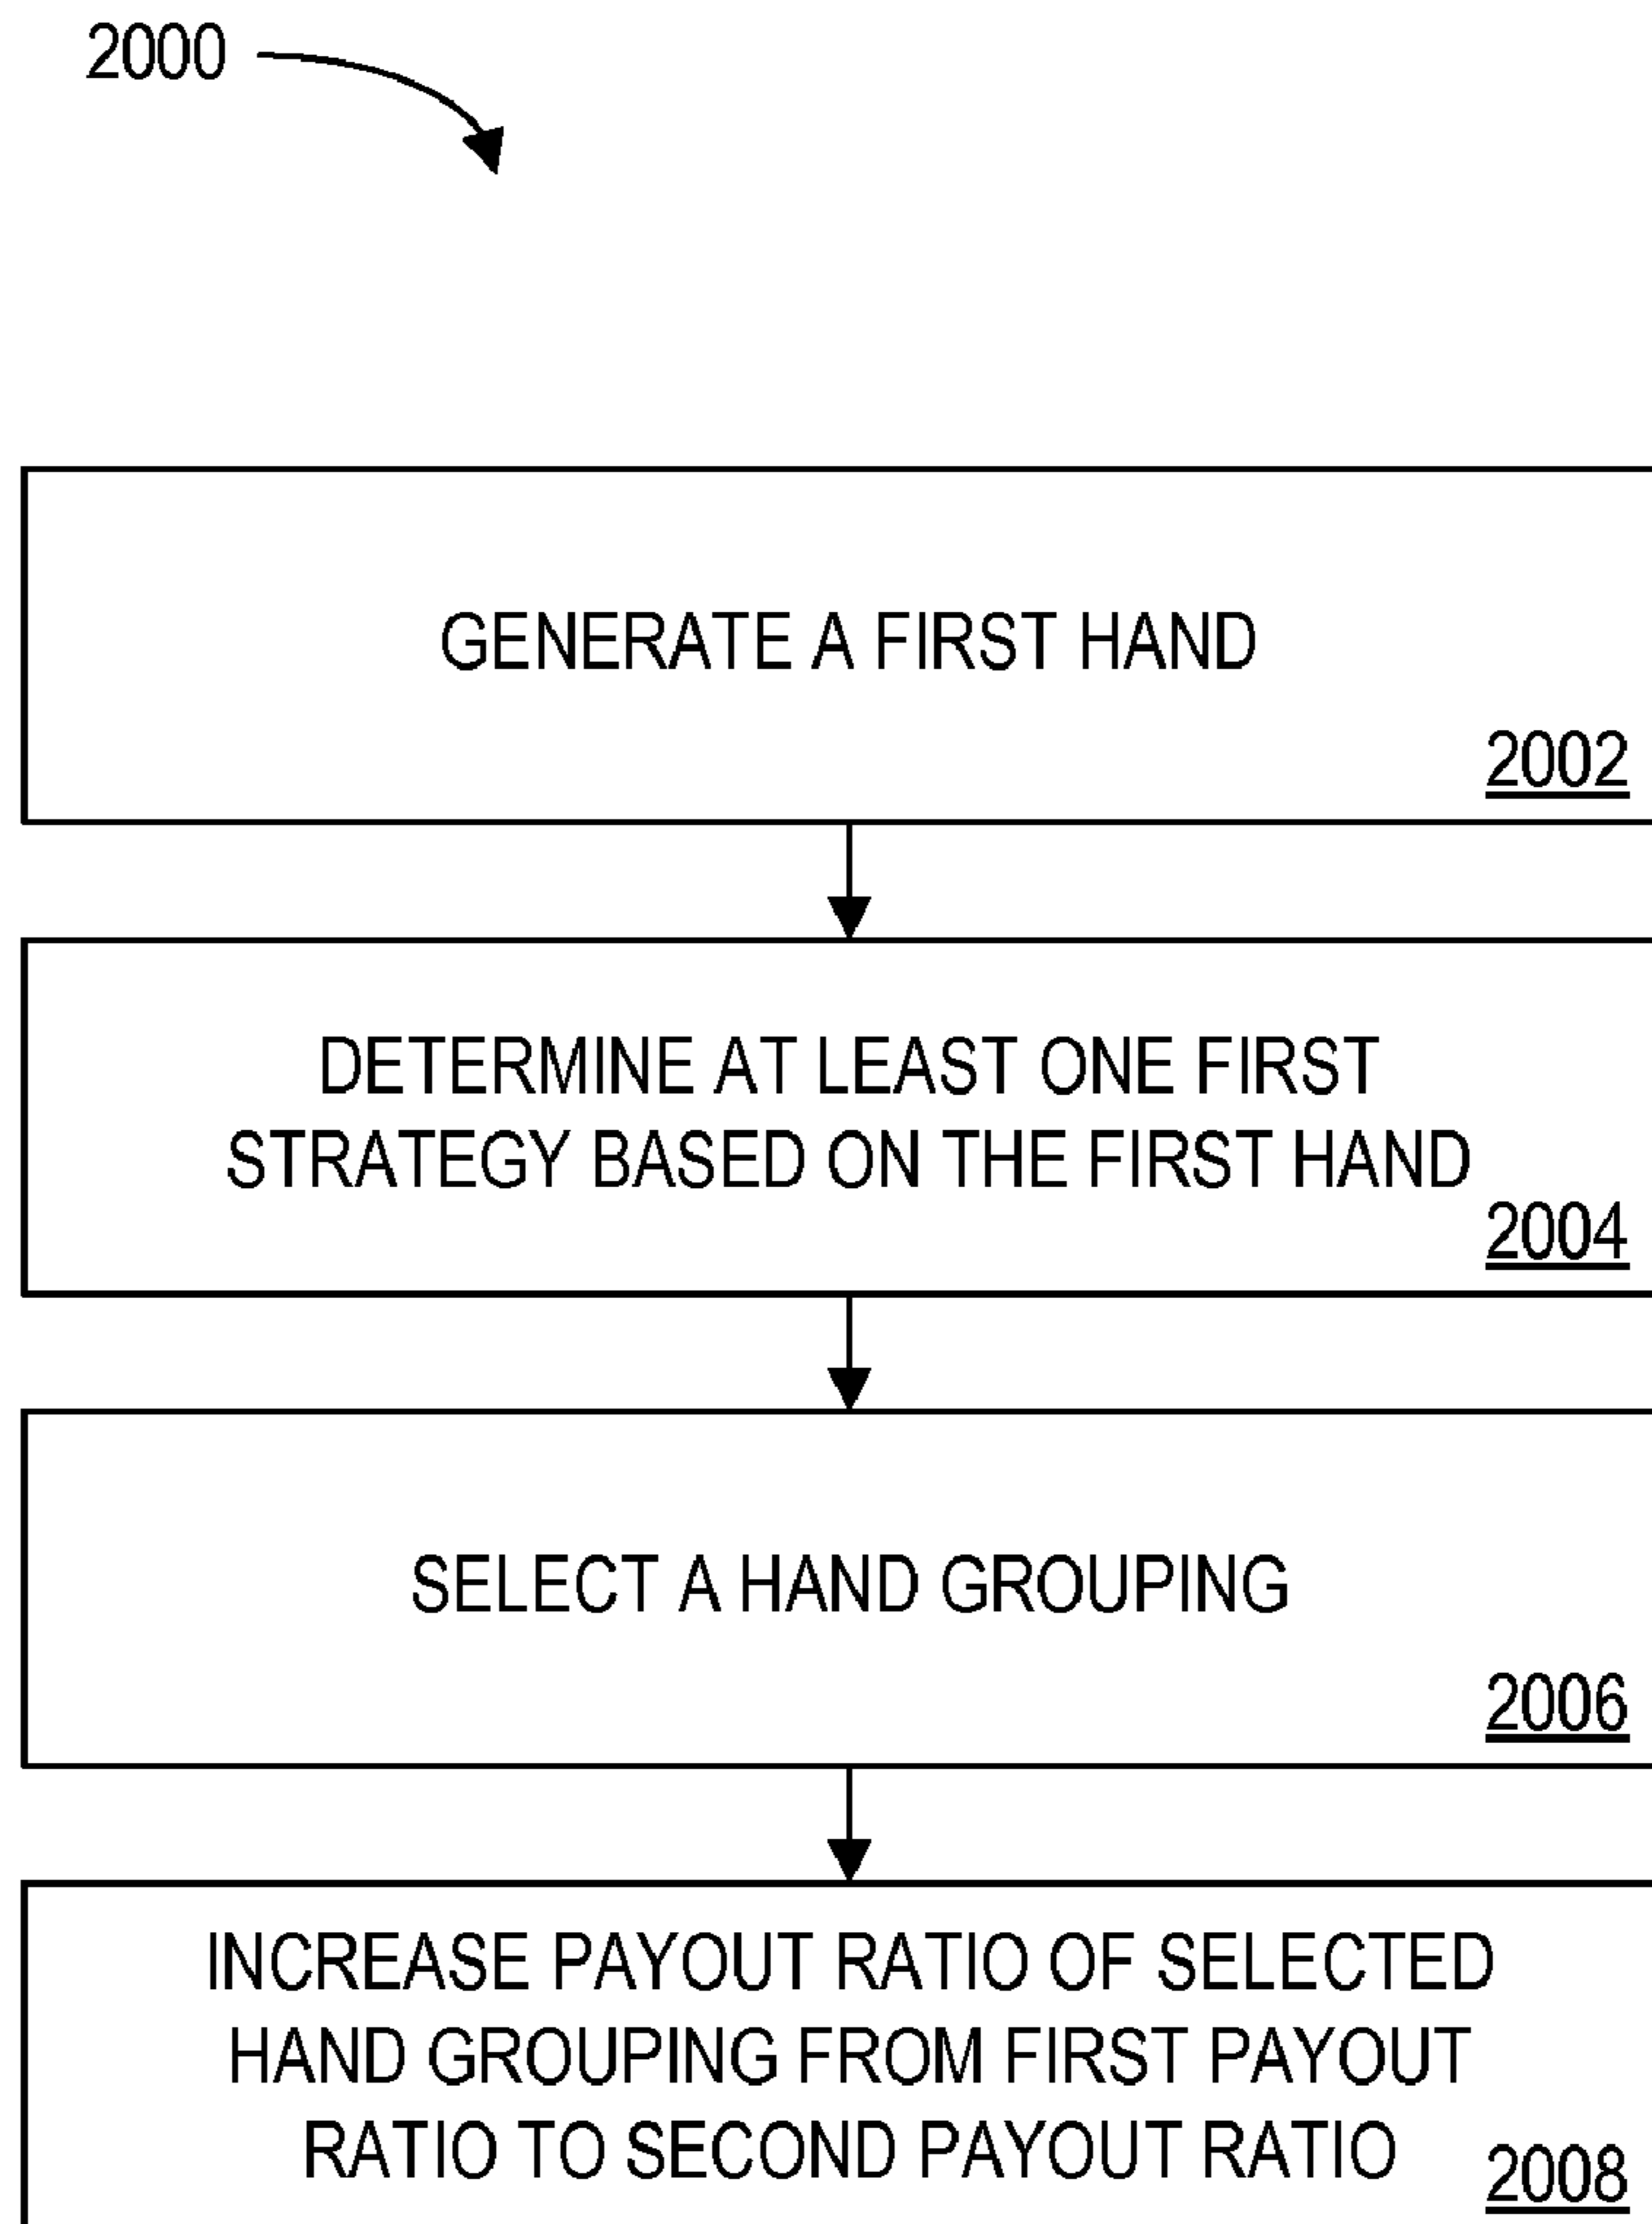 2000
GENERATE A FIRST HAND
2002
DETERMINE AT LEAST ONE FIRST
STRATEGY BASED ON THE FIRST HAND
2004
SELECT A HAND GROUPING
2006
INCREASE PAYOUT RATIO OF SELECTED
HAND GROUPING FROM FIRST PAYOUT
RATIO TO SECOND PAYOUT RATIO
2008